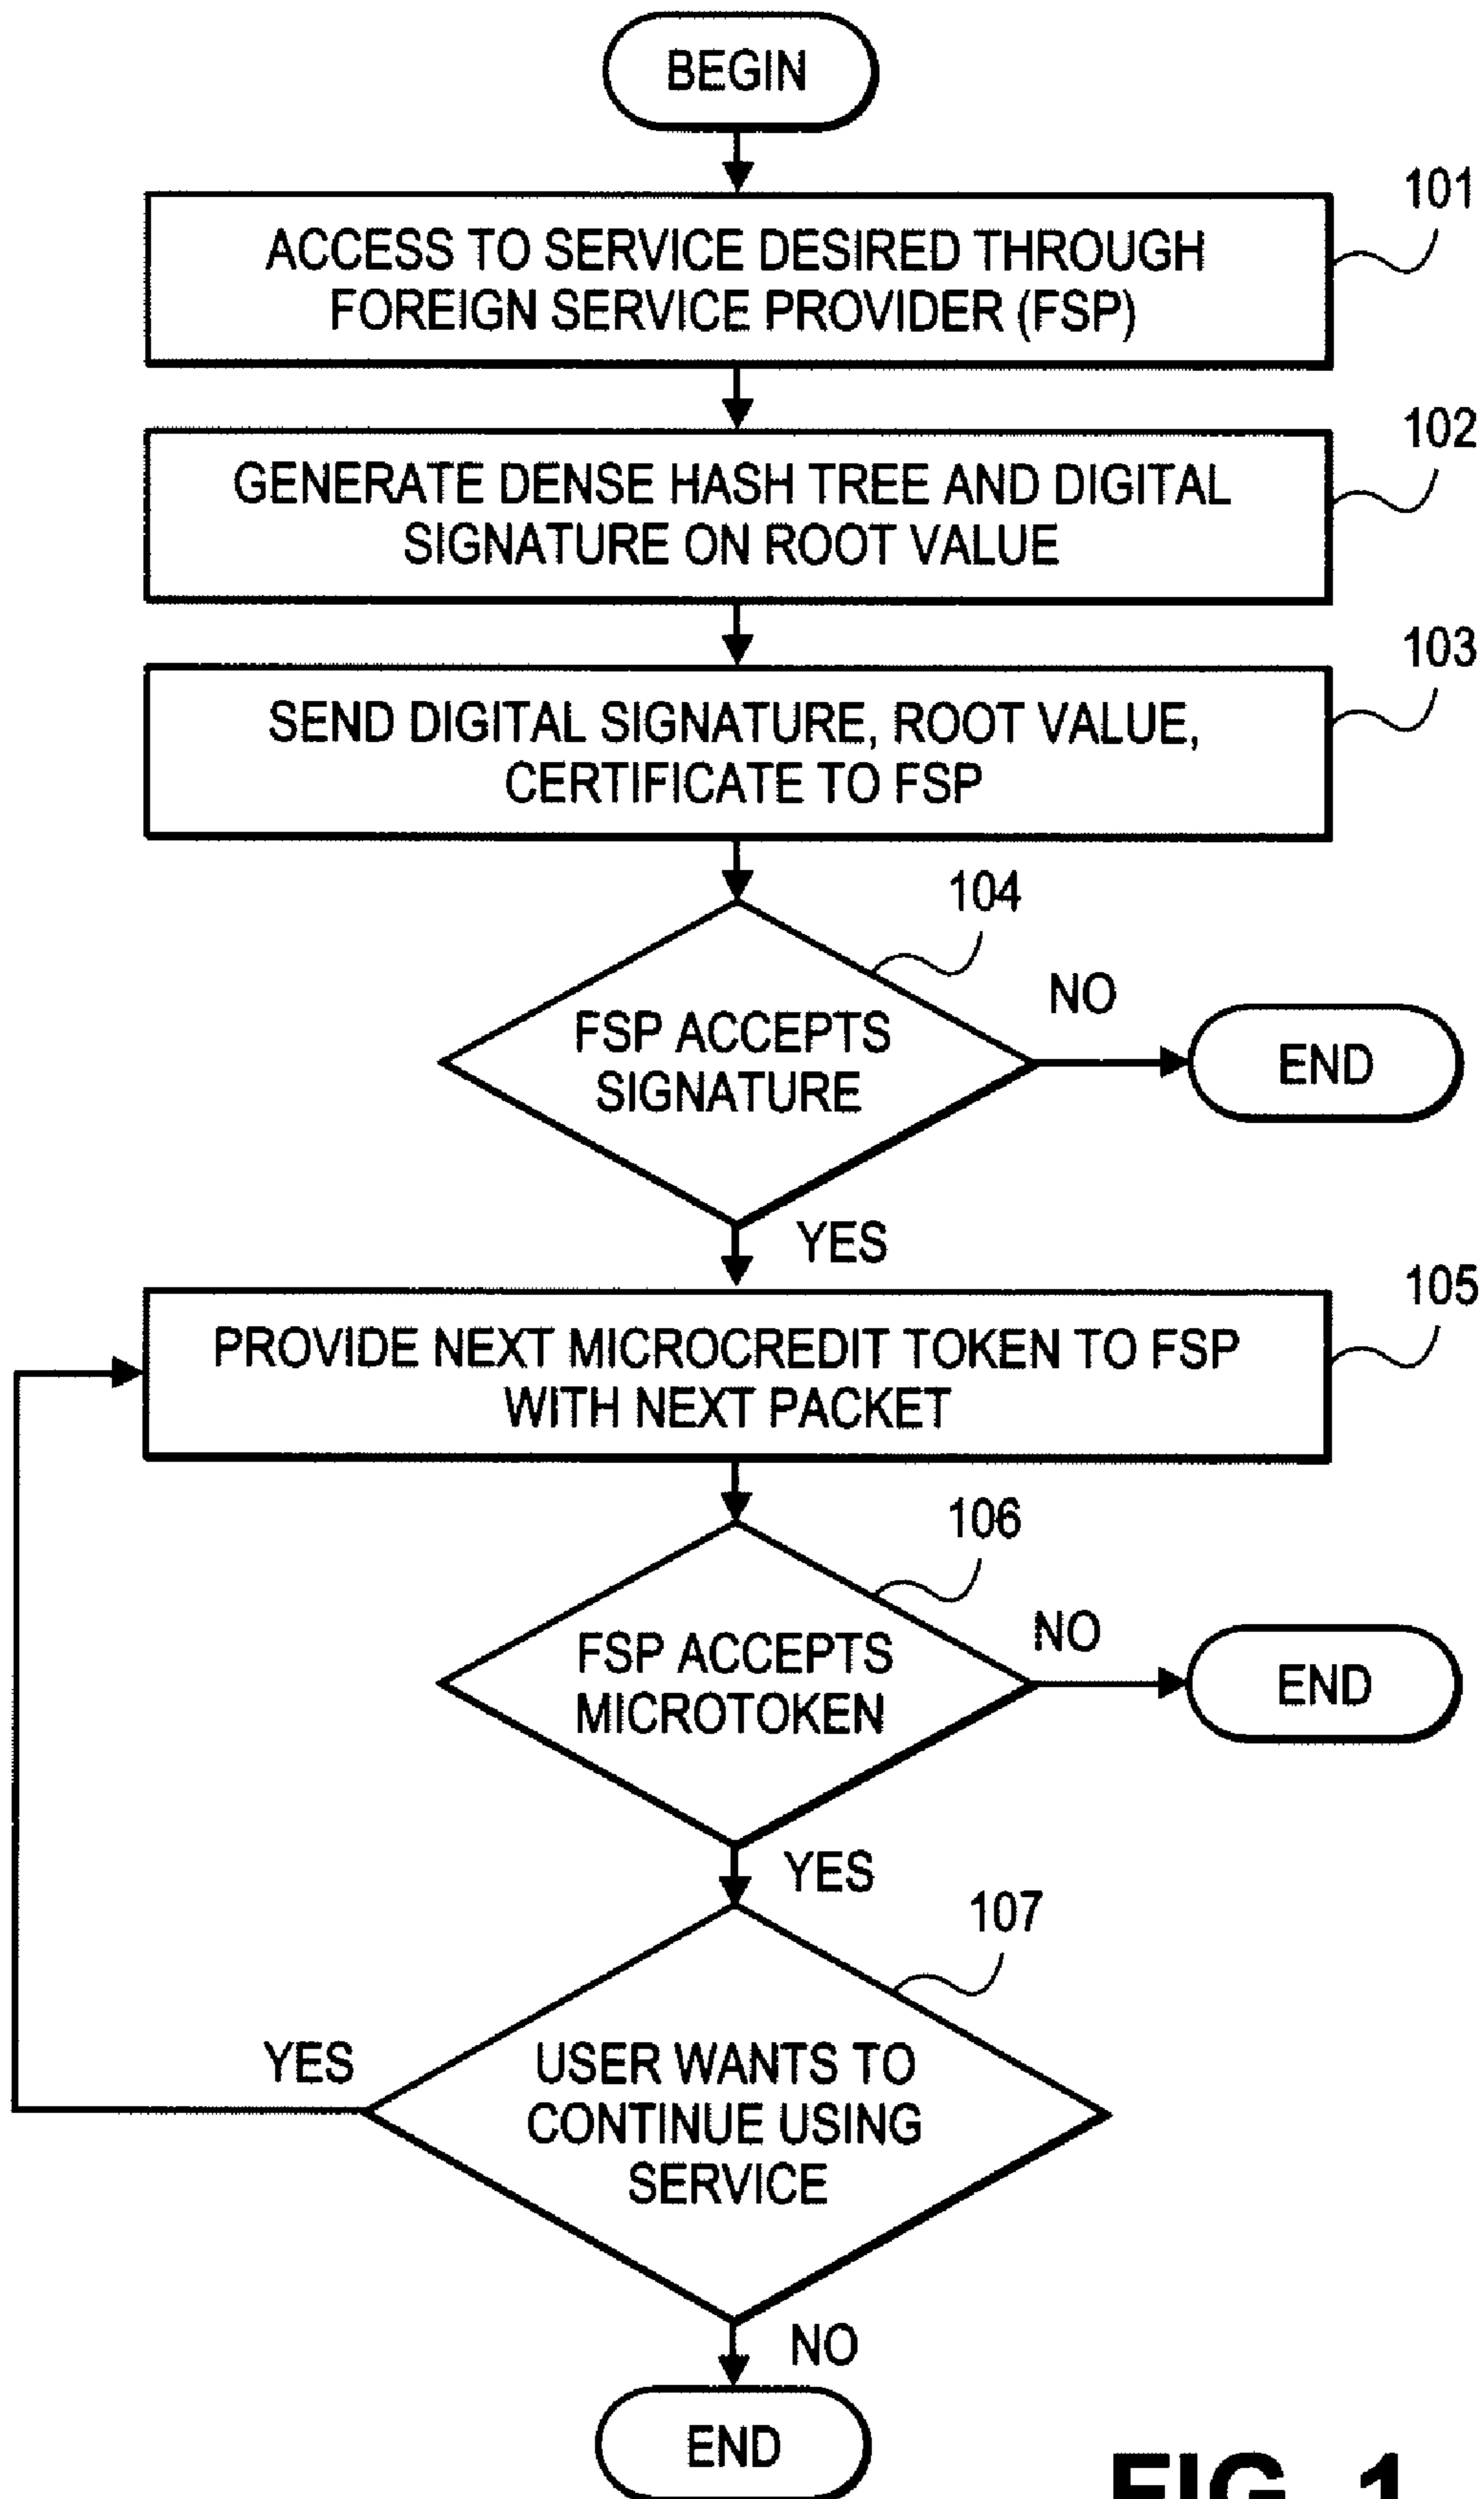 BEGIN
101
ACCESS TO SERVICE DESIRED THROUGH
FOREIGN SERVICE PROVIDER (FSP)
102
GENERATE DENSE HASH TREE AND DIGITAL
SIGNATURE ON ROOT VALUE
103
SEND DIGITAL SIGNATURE, ROOT VALUE,
CERTIFICATE TO FSP
104
FSP ACCEPTS
SIGNATURE
NO
END
YES
105
PROVIDE NEXT MICROCREDIT TOKEN TO FSP
WITH NEXT PACKET
106
FSP ACCEPTS
MICROTOKEN
NO
END
YES
107
USER WANTS TO
CONTINUE USING
SERVICE
YES
NO
END
FIG. 1